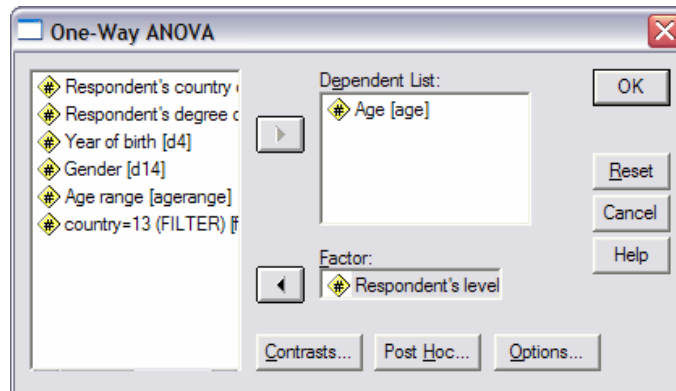 One-Way ANOVA
Respondent's country
Respondent's degree
Year of birth [d4]
Gender [d14]
Age range [agerange]
country=13 (FILTER)
Dependent List:
Age [age]
Factor:
Respondent's level
OK
Reset
Cancel
Help
Contrasts...
Post Hoc...
Options...